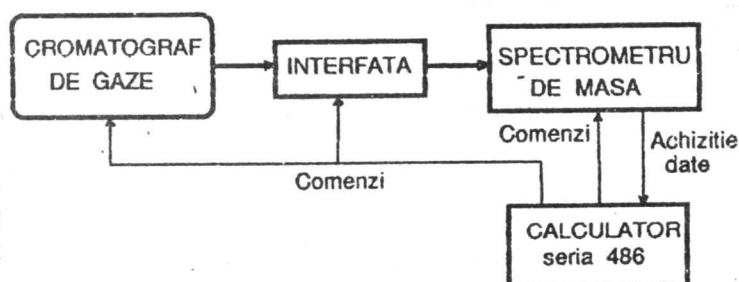 CROMATOGRAF
DE GAZE
INTERFATA
SPECTROMETRU
DE MASA
Comenzi
Achizitie
date
Comenzi
CALCULATOR
seria 486